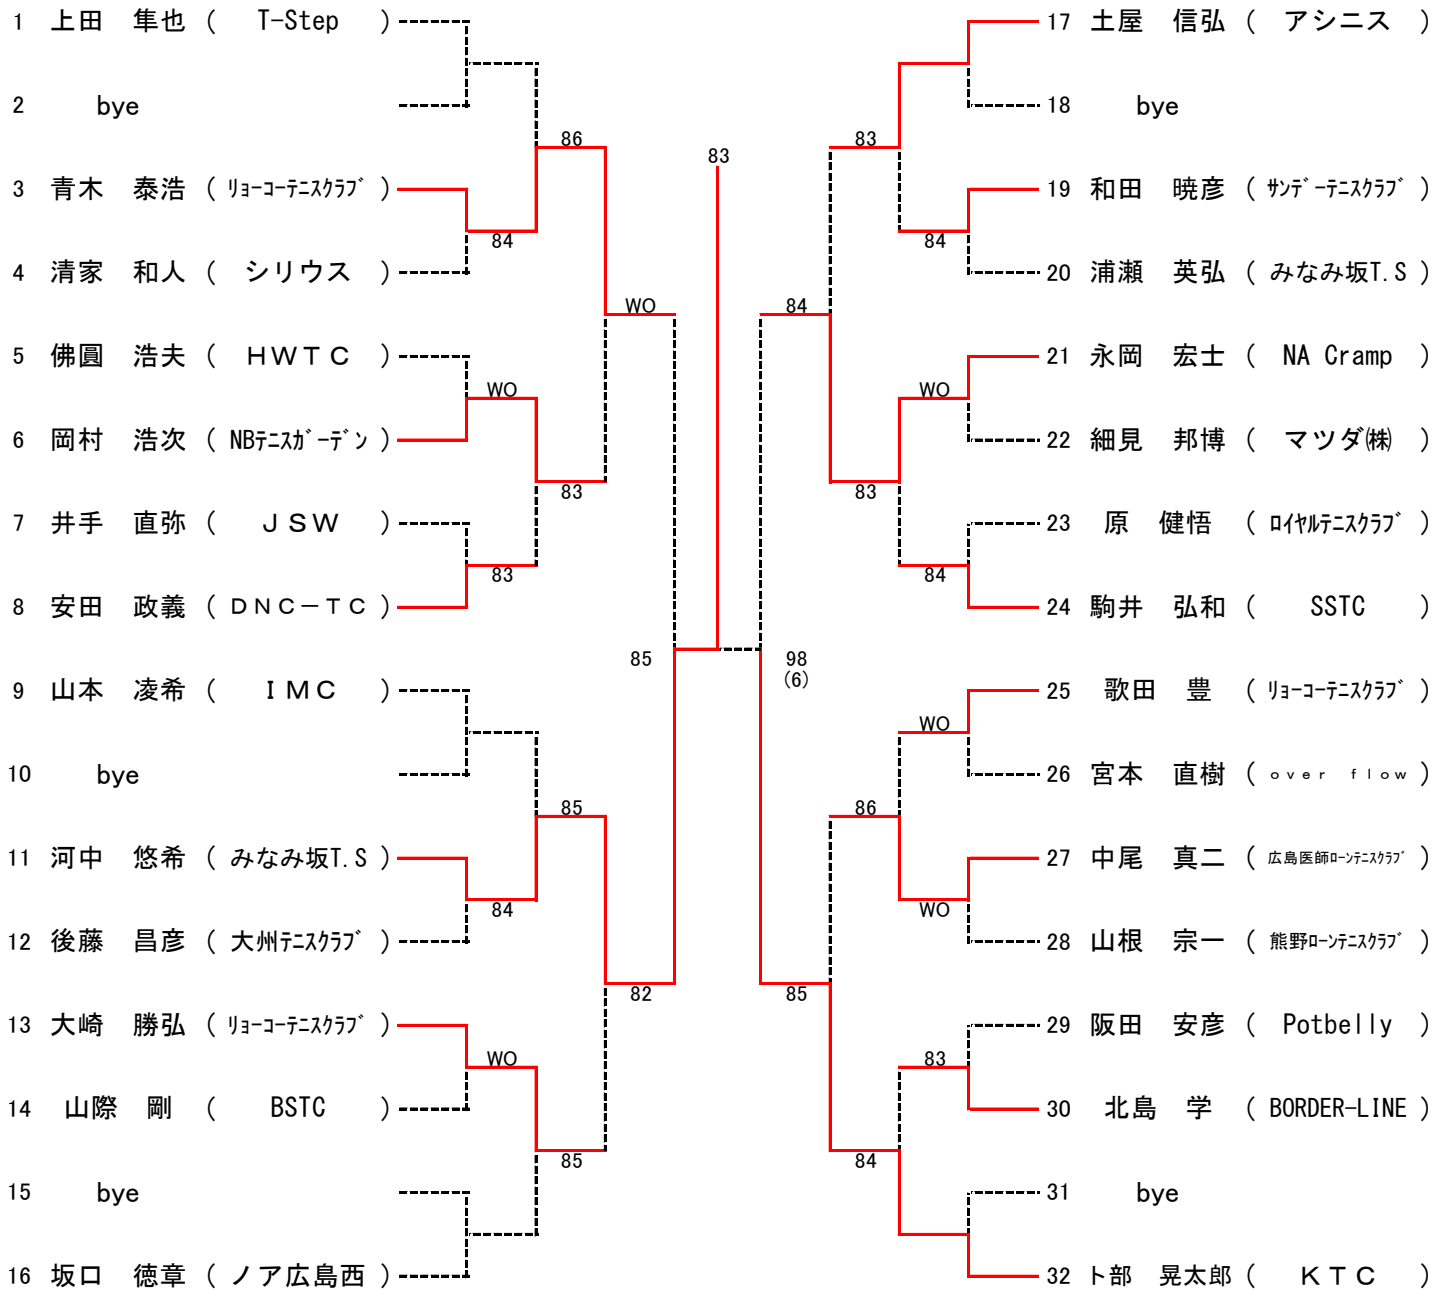 1 上田 隼也 ( T-Step )
2 bye
3 青木 泰浩 ( ﾘｮｰｺｰﾃﾆｽｸﾗﾌﾞ )
4 清家 和人 ( シリウス )
5 佛圓 浩夫 ( ＨＷＴＣ )
6 岡村 浩次 ( NBﾃﾆｽｶﾞｰﾃﾞﾝ )
7 井手 直弥 ( ＪＳＷ )
8 安田 政義 ( ＤＮＣ－ＴＣ )
9 山本 凌希 ( ＩＭＣ )
10 bye
11 河中 悠希 ( みなみ坂T.S )
12 後藤 昌彦 ( 大州ﾃﾆｽｸﾗﾌﾞ )
13 大崎 勝弘 ( ﾘｮｰｺｰﾃﾆｽｸﾗﾌﾞ )
14 山際 剛 ( BSTC )
15 bye
16 坂口 徳章 ( ノア広島西 )
86
84
WO
WO
83
83
85
85
84
82
WO
85
83
17 土屋 信弘 ( アシニス )
18 bye
19 和田 暁彦 ( ｻﾝﾃﾞｰﾃﾆｽｸﾗﾌﾞ )
20 浦瀬 英弘 ( みなみ坂T.S )
21 永岡 宏士 ( NA Cramp )
22 細見 邦博 ( マツダ㈱ )
23 原 健悟 ( ﾛｲﾔﾙﾃﾆｽｸﾗﾌﾞ )
24 駒井 弘和 ( SSTC )
25 歌田 豊 ( ﾘｮｰｺｰﾃﾆｽｸﾗﾌﾞ )
26 宮本 直樹 ( ｏｖｅｒ ｆｌｏｗ )
27 中尾 真二 ( 広島医師ﾛｰﾝﾃﾆｽｸﾗﾌﾞ )
28 山根 宗一 ( 熊野ﾛｰﾝﾃﾆｽｸﾗﾌﾞ )
29 阪田 安彦 ( Potbelly )
30 北島 学 ( BORDER-LINE )
31 bye
32 卜部 晃太郎 ( ＫＴＣ )
83
84
84
WO
83
84
98
(6)
WO
86
WO
85
83
84